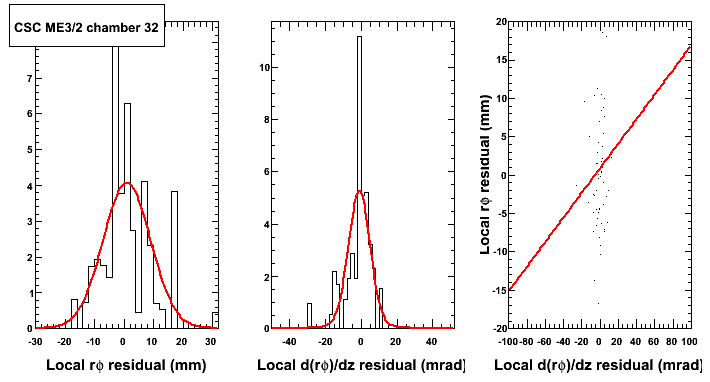 CSC ME3/2 chamber 32
7
6
5
4
3
2
1
0
-30 -20 -10 0 10 20 30
Local rϕ residual (mm)
10
8
6
4
2
0
-40 -20 0 20 40
Local d(rϕ)/dz residual (mrad)
Local rϕ residual (mm)
20
15
10
5
0
-5
-10
-15
-20
-100 -80 -60 -40 -20 0 20 40 60 80 100
Local d(rϕ)/dz residual (mrad)